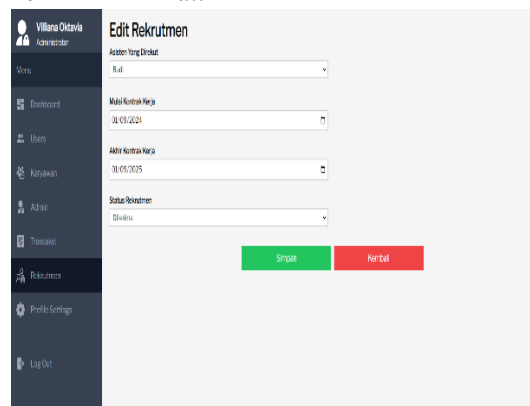 Villiana Oktavia
Administrator
Menu
Dashboard
Users
Karyawan
Admin
Transaksi
Rekrutmen
Profile Settings
Log Out
Edit Rekrutmen
Asisten Yang Direkut
Budi
Mulai Kontrak Kerja
01/09/2024
Akhir Kontrak Kerja
01/09/2025
Status Rekrutmen
Diterima
Simpan
Kembali